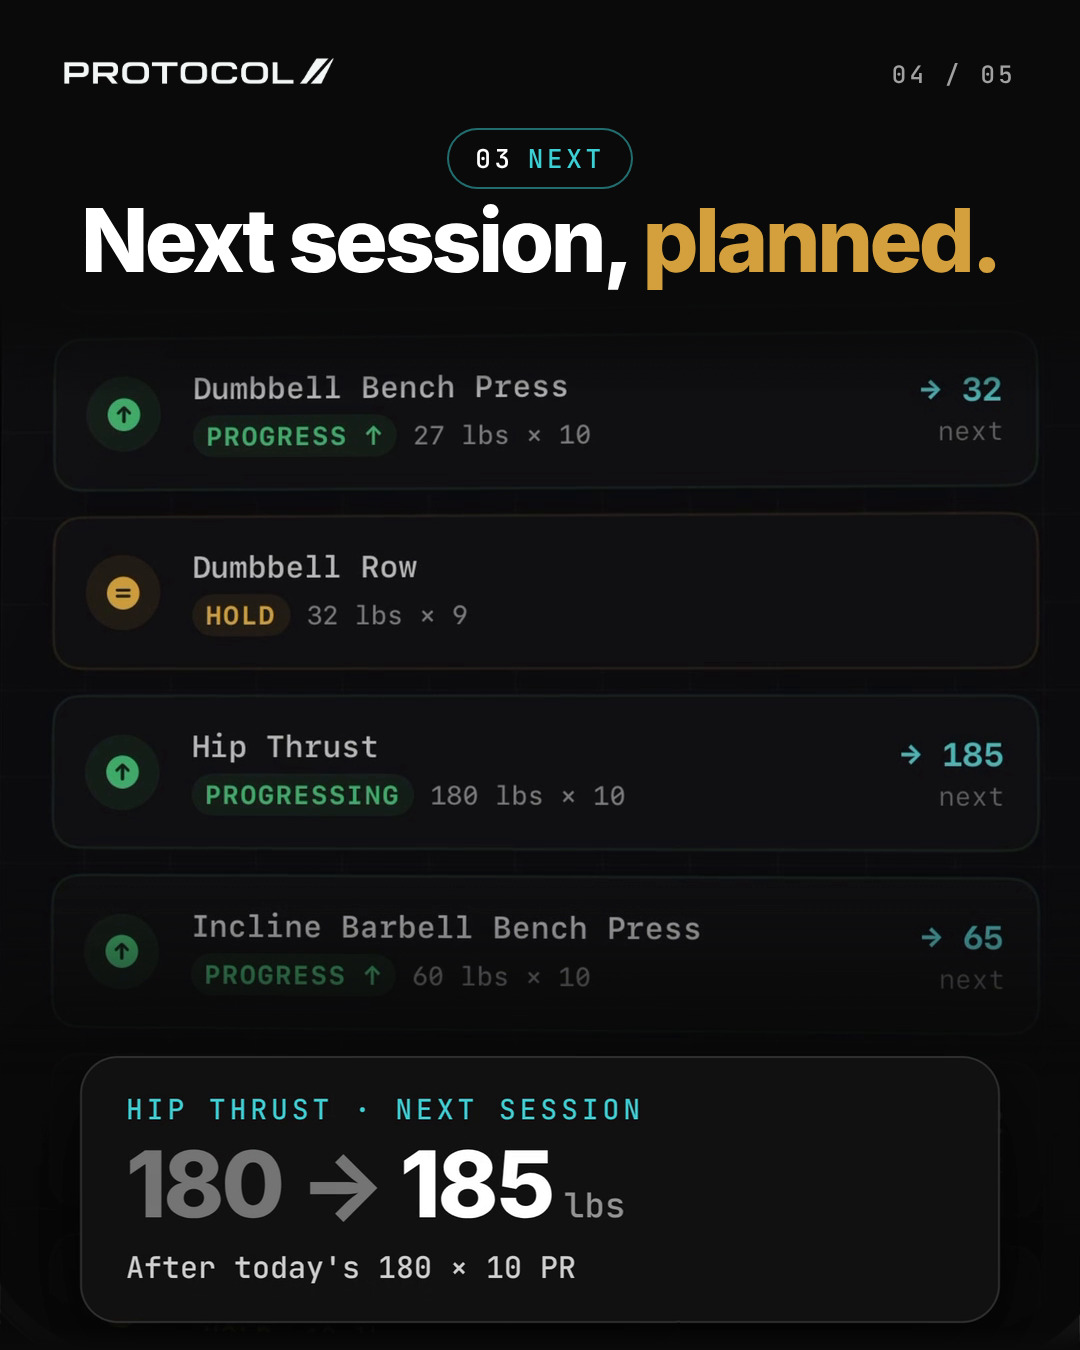 PROTOCOL
04 / 05
03 NEXT
Next session, planned.
Dumbbell Bench Press
→ 32
PROGRESS ↑ 27 lbs × 10
next
Dumbbell Row
HOLD 32 lbs × 9
Hip Thrust
→ 185
PROGRESSING 180 lbs × 10
next
Incline Barbell Bench Press
→ 65
PROGRESS ↑ 60 lbs × 10
next
HIP THRUST · NEXT SESSION
180 → 185 lbs
After today's 180 × 10 PR